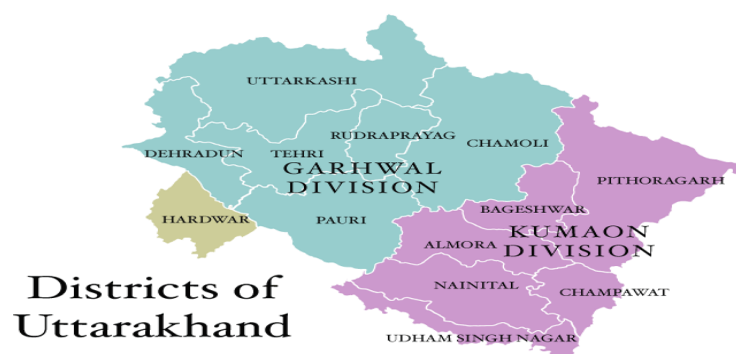 UTTARKASHI
RUDRAPRAYAG
CHAMOLI
DEHRADUN
TEHRI
GARHWAL
DIVISION
PITHORAGARH
HARDWAR
PAURI
BAGESHWAR
KUMAON
DIVISION
ALMORA
NAINITAL
CHAMPAWAT
UDHAM SINGH NAGAR
Districts of
Uttarakhand